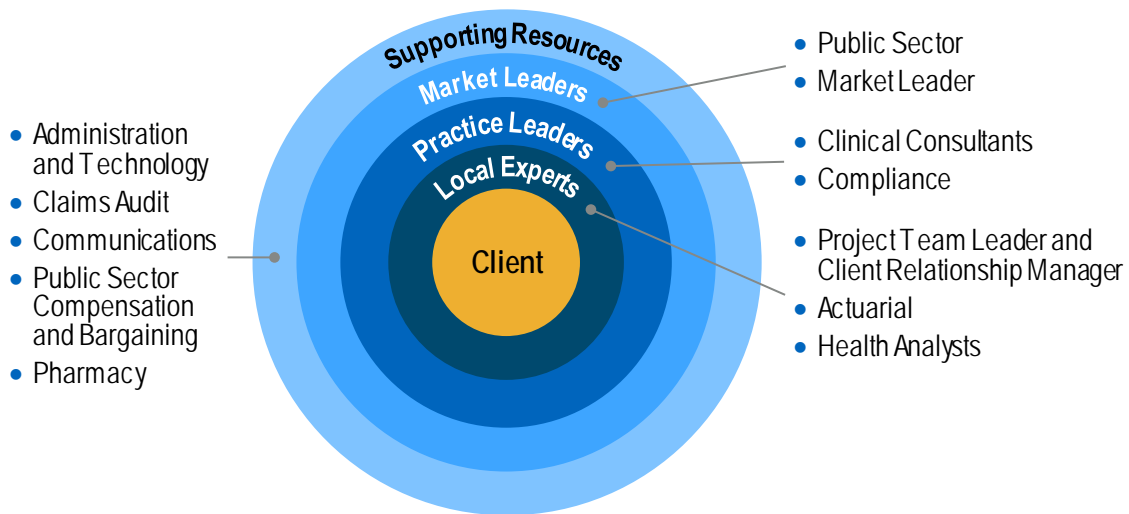 Supporting Resources
Market Leaders
Practice Leaders
Local Experts
Client
Administration
and Technology
Claims Audit
Communications
Public Sector
Compensation
and Bargaining
Pharmacy
Public Sector
Market Leader
Clinical Consultants
Compliance
Project Team Leader and
Client Relationship Manager
Actuarial
Health Analysts